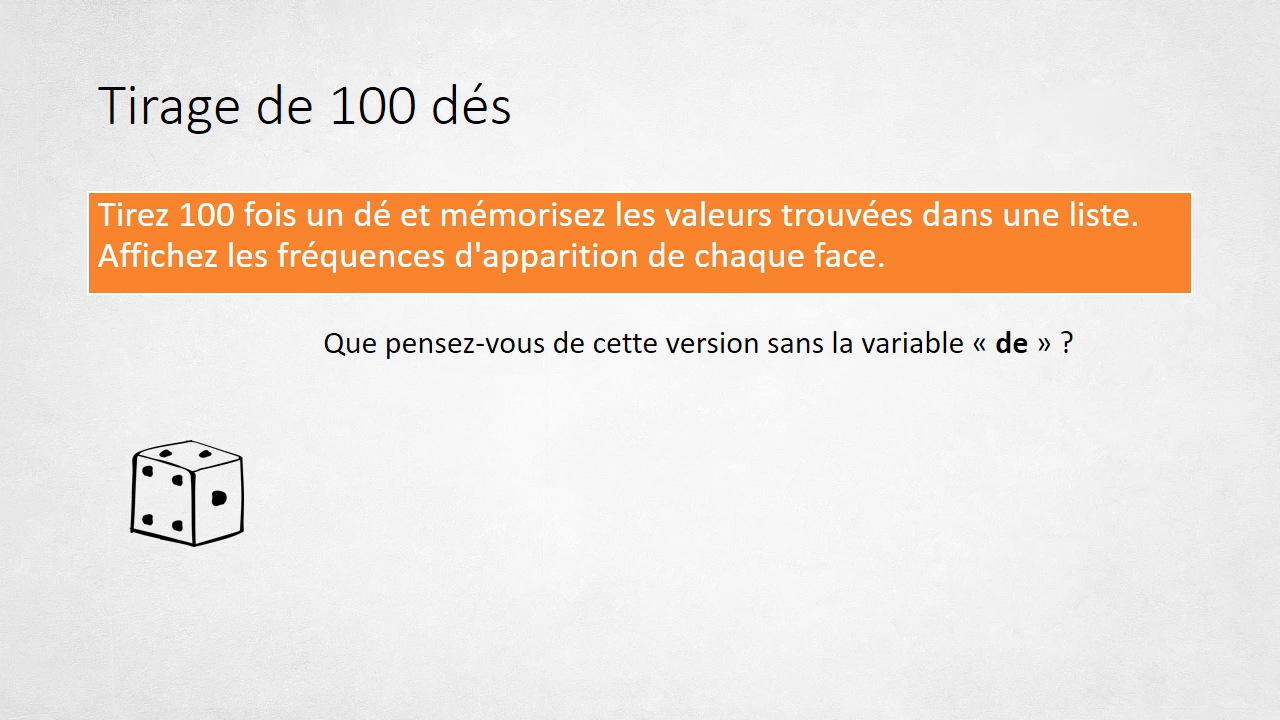 Tirage de 100 dés
Tirez 100 fois un dé et mémorisez les valeurs trouvées dans une liste.
Affichez les fréquences d'apparition de chaque face.
Que pensez-vous de cette version sans la variable « de » ?